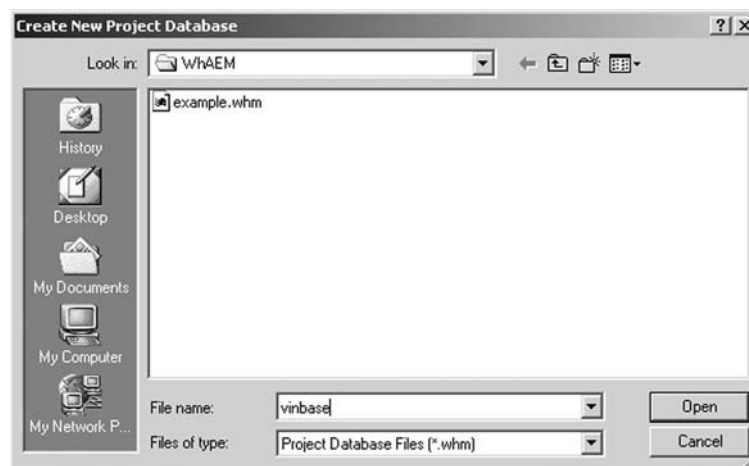 Create New Project Database
Look in: WhAEM
example.whm
History
Desktop
My Documents
My Computer
My Network P...
File name: vinbase
Open
Files of type: Project Database Files (*.whm)
Cancel